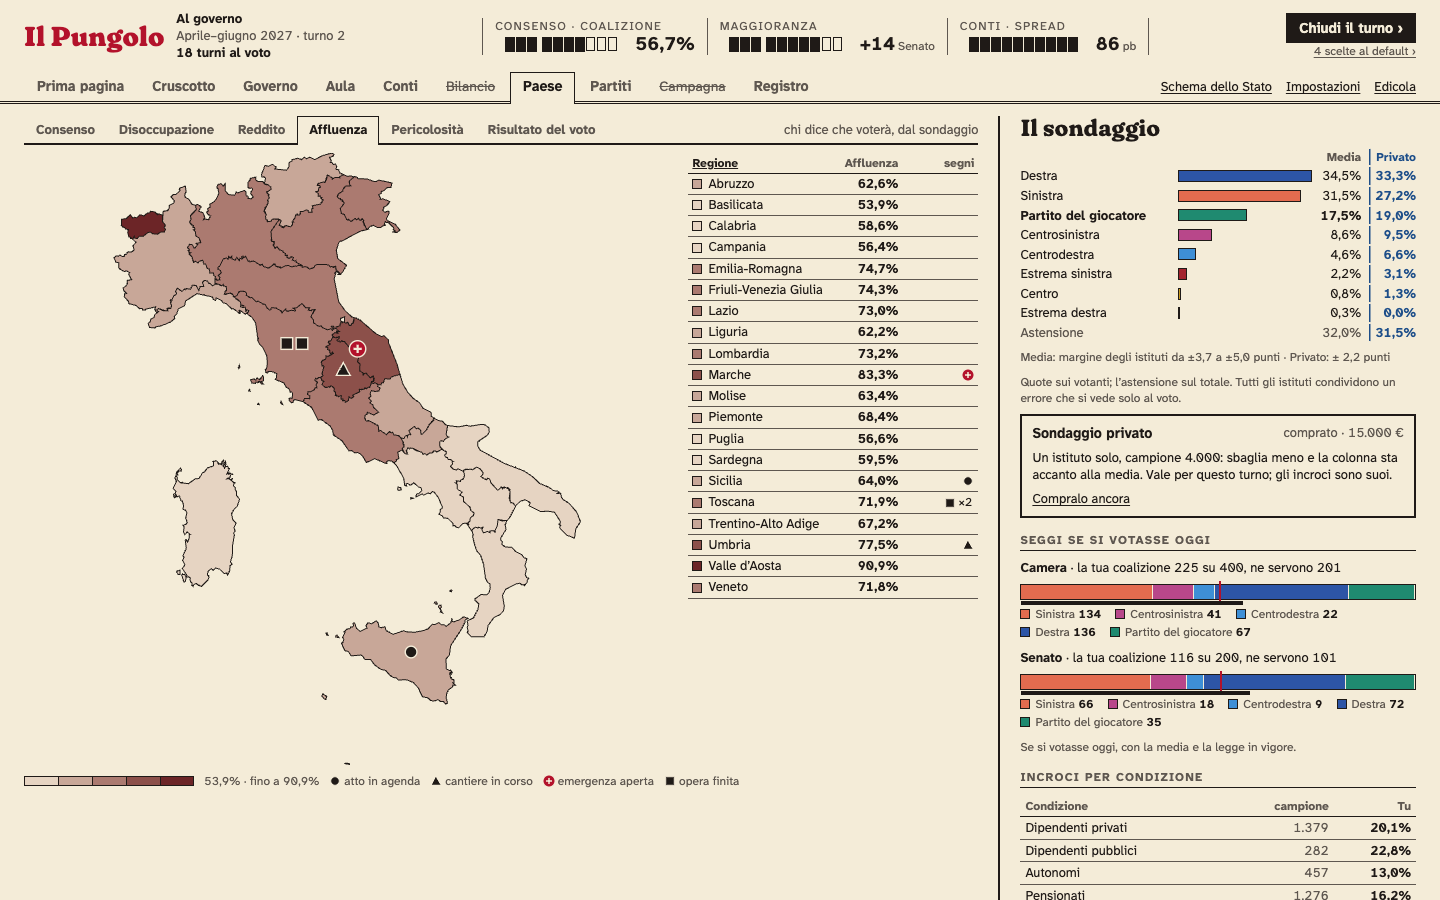 Il Pungolo
Al governo
Aprile-giugno 2027 · turno 2
18 turni al voto
CONSENSO · COALIZIONE
56,7%
MAGGIORANZA
+14 Senato
CONTI · SPREAD
86 pb
Chiudi il turno ›
4 scelte al default ›
Prima pagina Cruscotto Governo Aula Conti Bilancio Paese Partiti Campagna Registro
Schema dello Stato Impostazioni Edicola
Consenso Disoccupazione Reddito Affluenza Pericolosità Risultato del voto
chi dice che voterà, dal sondaggio
Regione Affluenza segni
Abruzzo 62,6%
Basilicata 53,9%
Calabria 58,6%
Campania 56,4%
Emilia-Romagna 74,7%
Friuli-Venezia Giulia 74,3%
Lazio 73,0%
Liguria 62,2%
Lombardia 73,2%
Marche 83,3%
Molise 63,4%
Piemonte 68,4%
Puglia 56,6%
Sardegna 59,5%
Sicilia 64,0%
Toscana 71,9% ×2
Trentino-Alto Adige 67,2%
Umbria 77,5%
Valle d'Aosta 90,9%
Veneto 71,8%
53,9% · fino a 90,9% atto in agenda cantiere in corso emergenza aperta opera finita
Il sondaggio
Media Privato
Destra 34,5% 33,3%
Sinistra 31,5% 27,2%
Partito del giocatore 17,5% 19,0%
Centrosinistra 8,6% 9,5%
Centrodestra 4,6% 6,6%
Estrema sinistra 2,2% 3,1%
Centro 0,8% 1,3%
Estrema destra 0,3% 0,0%
Astensione 32,0% 31,5%
Media: margine degli istituti da ±3,7 a ±5,0 punti · Privato: ± 2,2 punti
Quote sui votanti; l'astensione sul totale. Tutti gli istituti condividono un
errore che si vede solo al voto.
Sondaggio privato comprato · 15.000 €
Un istituto solo, campione 4.000: sbaglia meno e la colonna sta
accanto alla media. Vale per questo turno; gli incroci sono suoi.
Compralo ancora
SEGGI SE SI VOTASSE OGGI
Camera · la tua coalizione 225 su 400, ne servono 201
Sinistra 134 Centrosinistra 41 Centrodestra 22
Destra 136 Partito del giocatore 67
Senato · la tua coalizione 116 su 200, ne servono 101
Sinistra 66 Centrosinistra 18 Centrodestra 9 Destra 72
Partito del giocatore 35
Se si votasse oggi, con la media e la legge in vigore.
INCROCI PER CONDIZIONE
Condizione campione Tu
Dipendenti privati 1.379 20,1%
Dipendenti pubblici 282 22,8%
Autonomi 457 13,0%
Pensionati 1.276 16,2%